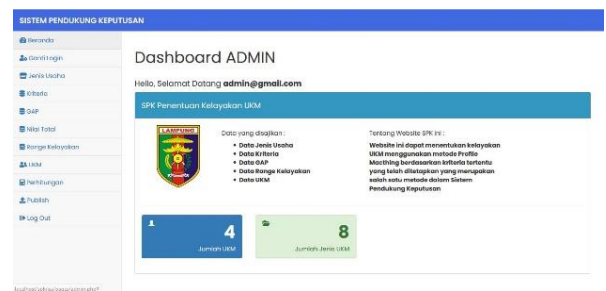 SISTEM PENDUKUNG KEPUTUSAN
Beranda
Ganti Login
Jenis Usaha
Kriteria
GAP
Nilai Total
Range Kelayakan
UKM
Perhitungan
Publish
Log Out
Dashboard ADMIN
Hello, Selamat Datang admin@gmail.com
SPK Penentuan Kelayakan UKM
LAMPUNG
Data yang disajikan :
Data Jenis Usaha
Data Kriteria
Data GAP
Data Range Kelayakan
Data UKM
Tentang Website SPK ini :
Website ini dapat menentukan kelayakan
UKM menggunakan metode Profile
Macthing berdasarkan kriteria tertentu
yang telah ditetapkan yang merupakan
salah satu metode dalam Sistem
Pendukung Keputusan
4
Jumlah UKM
8
Jumlah Jenis UKM